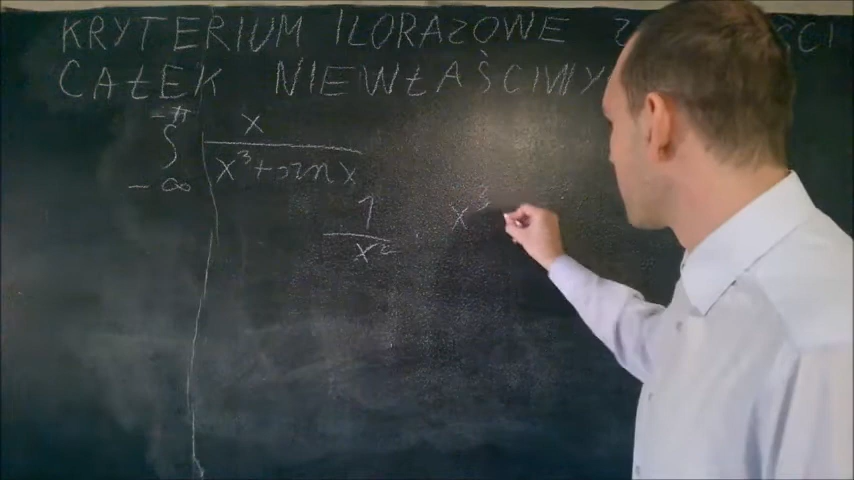 KRYTERIUM ILORAZOWE
CAŁEK NIEWŁAŚCIWY
-π
∫ x
-∞ x³+sin x
1 x³
x²